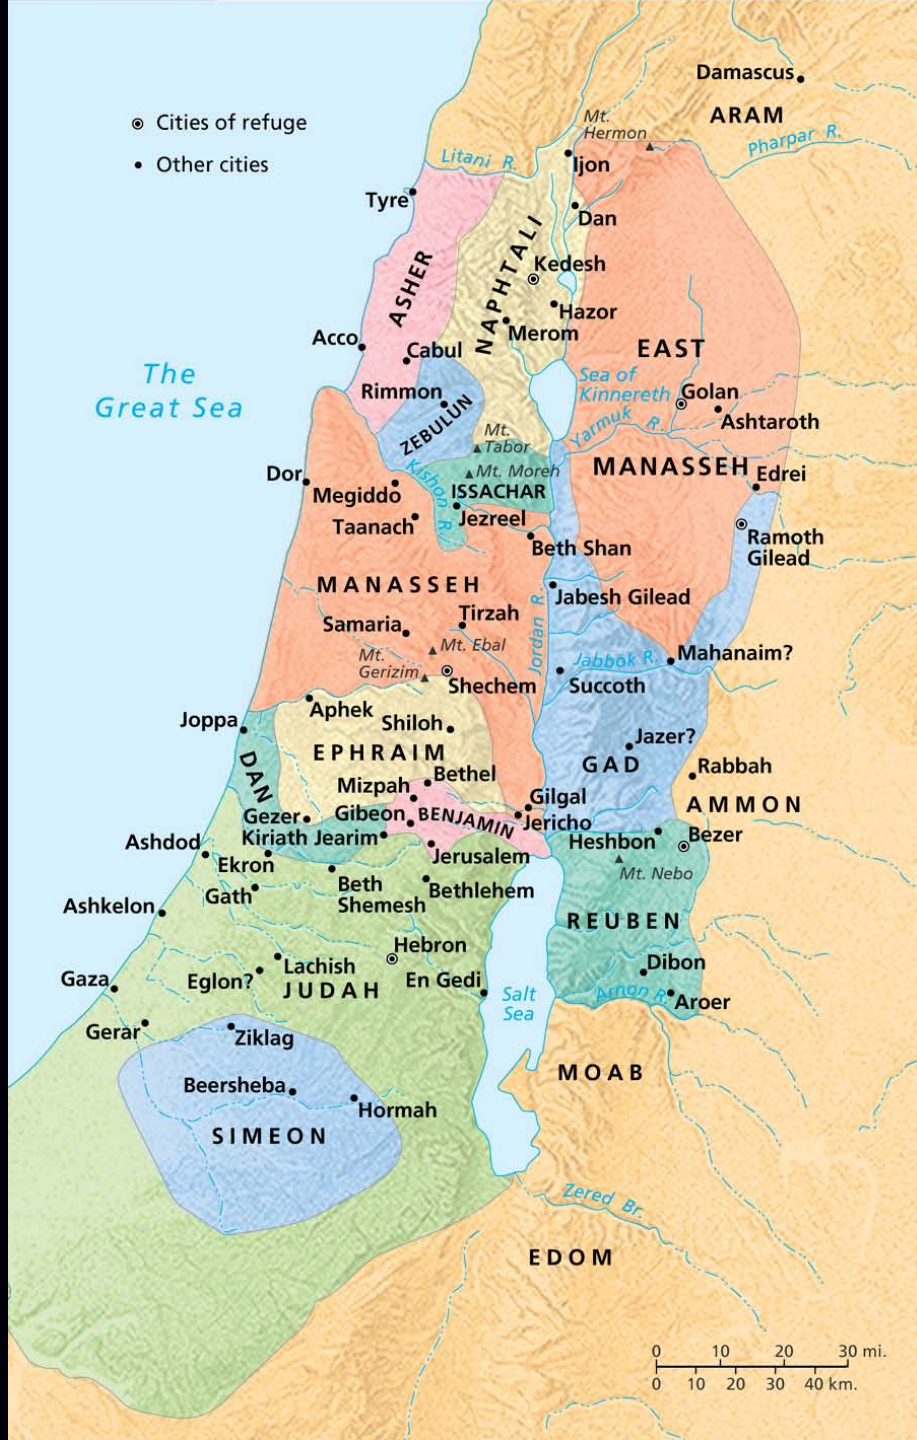 Damascus
ARAM
Cities of refuge
Other cities
Mt.
Hermon
Pharpar R.
Litani R.
Ijon
Tyre
Dan
NAPHTALI
Kedesh
ASHER
Hazor
Merom
Acco
Cabul
EAST
The
Great Sea
Sea of
Kinnereth
Rimmon
Golan
Ashtaroth
ZEBULUN
Yarmuk R.
Mt.
Tabor
MANASSEH
Edrei
Dor
Kishon R.
Mt. Moreh
Megiddo
ISSACHAR
Taanach
Jezreel
Ramoth
Gilead
Beth Shan
MANASSEH
Jabesh Gilead
Tirzah
Samaria
Jordan R.
Mt. Ebal
Mt.
Gerizim
Jabbok R.
Mahanaim?
Shechem
Succoth
Aphek
Joppa
Shiloh
Jazer?
EPHRAIM
DAN
GAD
Rabbah
Bethel
Mizpah
Gilgal
AMMON
Gezer
Gibeon
BENJAMIN
Jericho
Kiriath Jearim
Heshbon
Bezer
Ashdod
Ekron
Jerusalem
Mt. Nebo
Gath
Beth
Shemesh
Bethlehem
Ashkelon
REUBEN
Hebron
Lachish
Dibon
Gaza
Eglon?
En Gedi
JUDAH
Salt
Sea
Arnon R.
Aroer
Gerar
Ziklag
MOAB
Beersheba
Hormah
SIMEON
Zered Br.
EDOM
0 10 20 30 mi.
0 10 20 30 40 km.